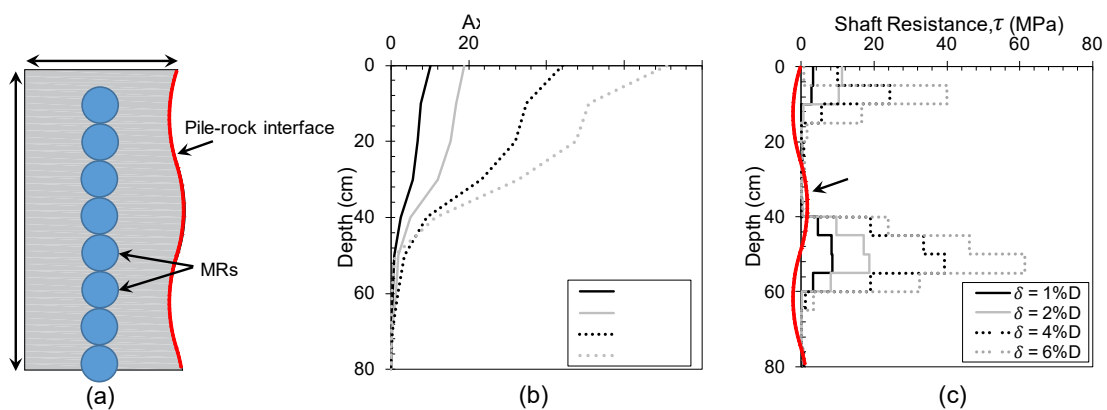 Pile-rock interface
MRs
(a)
Ax
0 20
Depth (cm)
0
20
40
60
80
(b)
Shaft Resistance,τ (MPa)
0 20 40 60 80
Depth (cm)
0
20
40
60
80
δ = 1%D
δ = 2%D
δ = 4%D
δ = 6%D
(c)